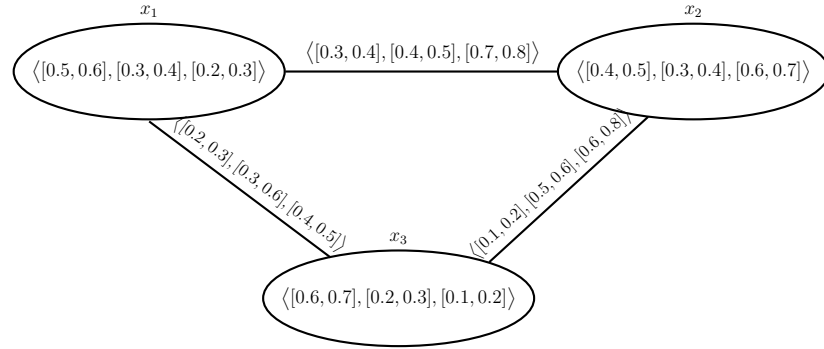 x₁
x₂
⟨[0.5, 0.6], [0.3, 0.4], [0.2, 0.3]⟩
⟨[0.3, 0.4], [0.4, 0.5], [0.7, 0.8]⟩
⟨[0.4, 0.5], [0.3, 0.4], [0.6, 0.7]⟩
⟨[0.2, 0.3], [0.3, 0.6], [0.4, 0.5]⟩
⟨[0.1, 0.2], [0.5, 0.6], [0.6, 0.8]⟩
x₃
⟨[0.6, 0.7], [0.2, 0.3], [0.1, 0.2]⟩